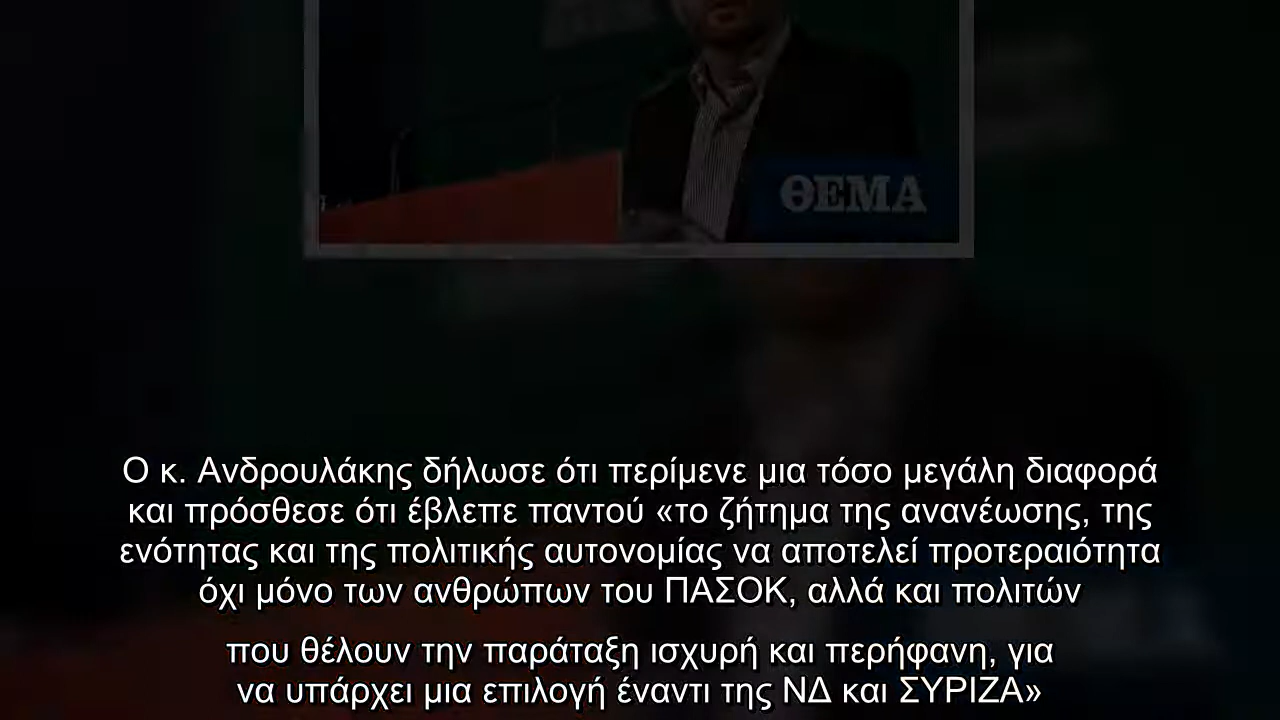 ΘΕΜΑ
Ο κ. Ανδρουλάκης δήλωσε ότι περίμενε μια τόσο μεγάλη διαφορά
και πρόσθεσε ότι έβλεπε παντού «το ζήτημα της ανανέωσης, της
ενότητας και της πολιτικής αυτονομίας να αποτελεί προτεραιότητα
όχι μόνο των ανθρώπων του ΠΑΣΟΚ, αλλά και πολιτών
που θέλουν την παράταξη ισχυρή και περήφανη, για
να υπάρχει μια επιλογή έναντι της ΝΔ και ΣΥΡΙΖΑ»